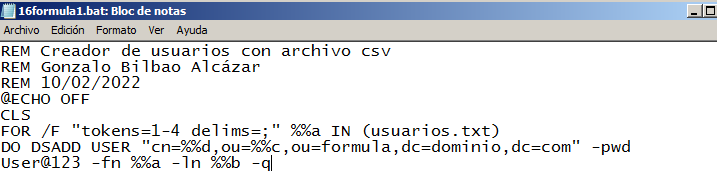 16formula1.bat: Bloc de notas
Archivo Edición Formato Ver Ayuda
REM Creador de usuarios con archivo csv
REM Gonzalo Bilbao Alcázar
REM 10/02/2022
@ECHO OFF
CLS
FOR /F "tokens=1-4 delims=;" %%a IN (usuarios.txt)
DO DSADD USER "cn=%%d,ou=%%c,ou=formula,dc=dominio,dc=com" -pwd
User@123 -fn %%a -ln %%b -q